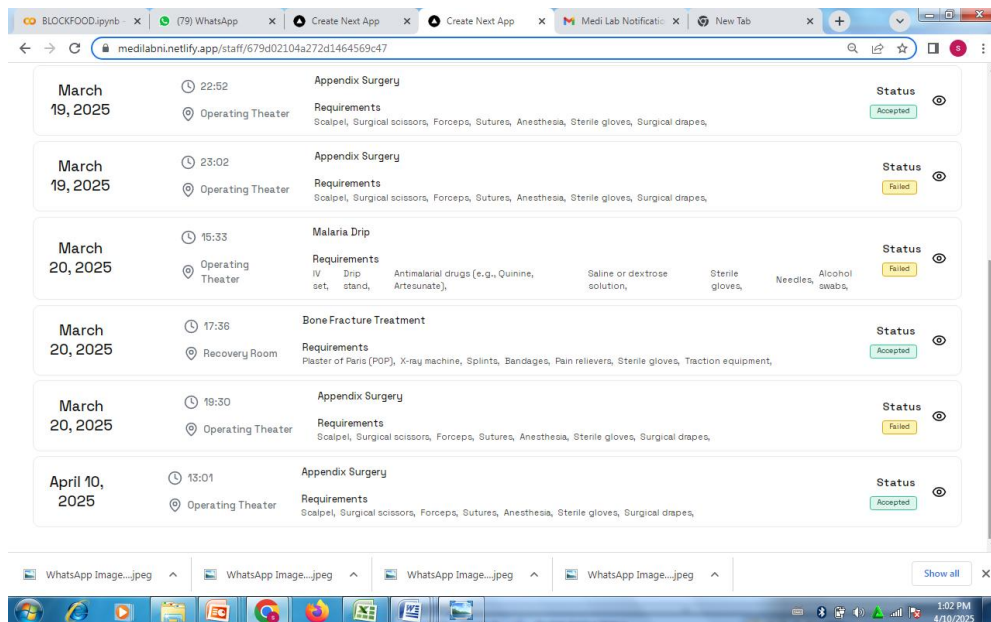 BLOCKFOOD.ipynb -
(79) WhatsApp
Create Next App
Create Next App
Medi Lab Notificatio
New Tab
medilabni.netlify.app/staff/679d02104a272d1464569c47
s
March
19, 2025
22:52
Operating Theater
Appendix Surgery
Requirements
Scalpel, Surgical scissors, Forceps, Sutures, Anesthesia, Sterile gloves, Surgical drapes,
Status
Accepted
March
19, 2025
23:02
Operating Theater
Appendix Surgery
Requirements
Scalpel, Surgical scissors, Forceps, Sutures, Anesthesia, Sterile gloves, Surgical drapes,
Status
Failed
March
20, 2025
15:33
Operating
Theater
Malaria Drip
Requirements
IV set, Drip stand, Antimalarial drugs (e.g., Quinine, Artesunate), Saline or dextrose solution, Sterile gloves, Needles, Alcohol swabs,
Status
Failed
March
20, 2025
17:36
Recovery Room
Bone Fracture Treatment
Requirements
Plaster of Paris (POP), X-ray machine, Splints, Bandages, Pain relievers, Sterile gloves, Traction equipment,
Status
Accepted
March
20, 2025
19:30
Operating Theater
Appendix Surgery
Requirements
Scalpel, Surgical scissors, Forceps, Sutures, Anesthesia, Sterile gloves, Surgical drapes,
Status
Failed
April 10,
2025
13:01
Operating Theater
Appendix Surgery
Requirements
Scalpel, Surgical scissors, Forceps, Sutures, Anesthesia, Sterile gloves, Surgical drapes,
Status
Accepted
WhatsApp Image....jpeg
WhatsApp Image....jpeg
WhatsApp Image....jpeg
WhatsApp Image....jpeg
Show all
1:02 PM
4/10/2025